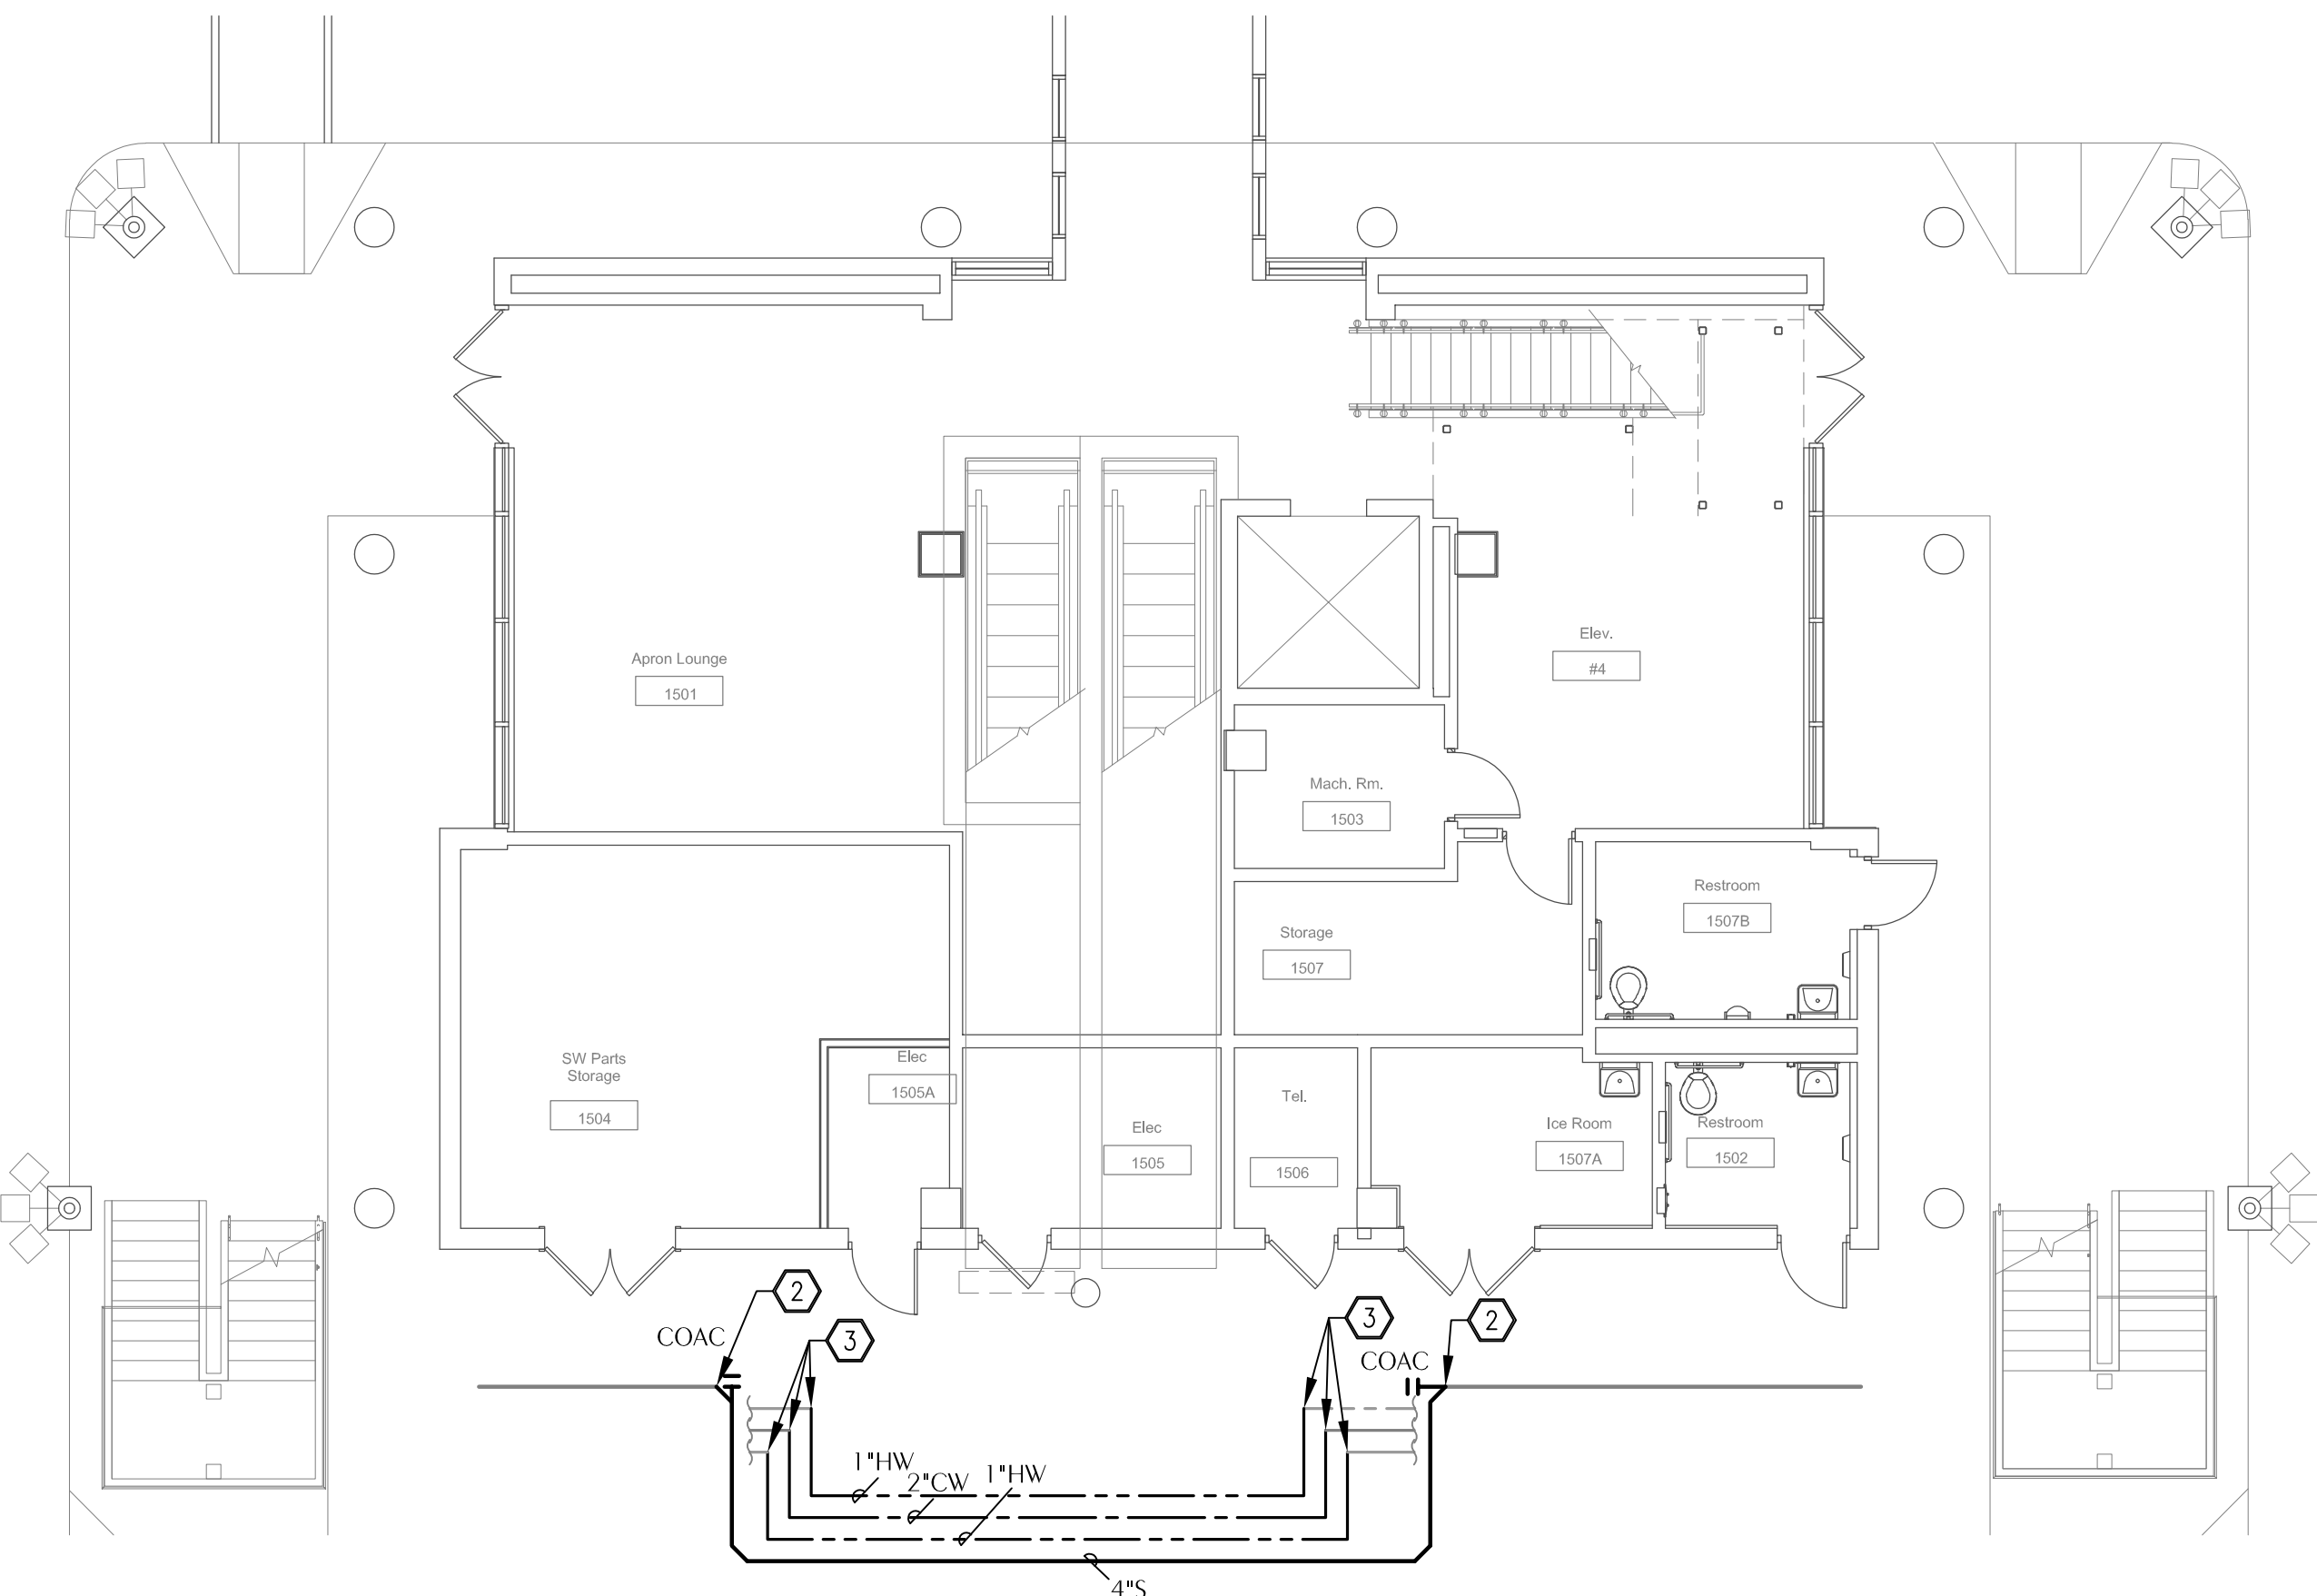 Elev.
#4
Apron Lounge
1501
Mach. Rm.
1503
Restroom
1507B
Storage
1507
SW Parts
Storage
1504
Elec
1505A
Tel.
1506
Elec
1505
Ice Room
1507A
Restroom
1502
2
3
COAC
3
2
COAC
1"HW
2"CW
1"HW
4"S